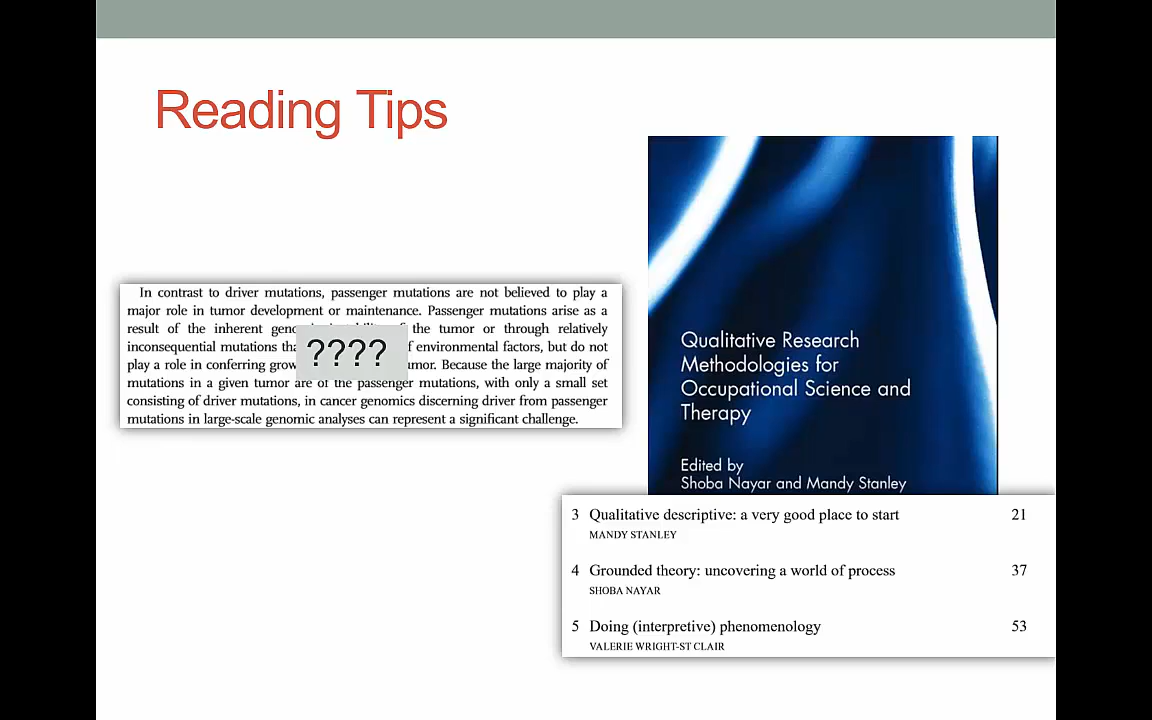 Reading Tips
In contrast to driver mutations, passenger mutations are not believed to play a
major role in tumor development or maintenance. Passenger mutations arise as a
result of the inherent the tumor or through relatively
inconsequential mutations environmental factors, but do not
play a role in conferring Because the large majority of
mutations in a given tumor are of the passenger mutations, with only a small set
consisting of driver mutations, in cancer genomics discerning driver from passenger
mutations in large-scale genomic analyses can represent a significant challenge.
????
Qualitative Research
Methodologies for
Occupational Science and
Therapy
Edited by
Shoba Nayar and Mandy Stanley
3 Qualitative descriptive: a very good place to start 21
MANDY STANLEY
4 Grounded theory: uncovering a world of process 37
SHOBA NAYAR
5 Doing (interpretive) phenomenology 53
VALERIE WRIGHT-ST CLAIR